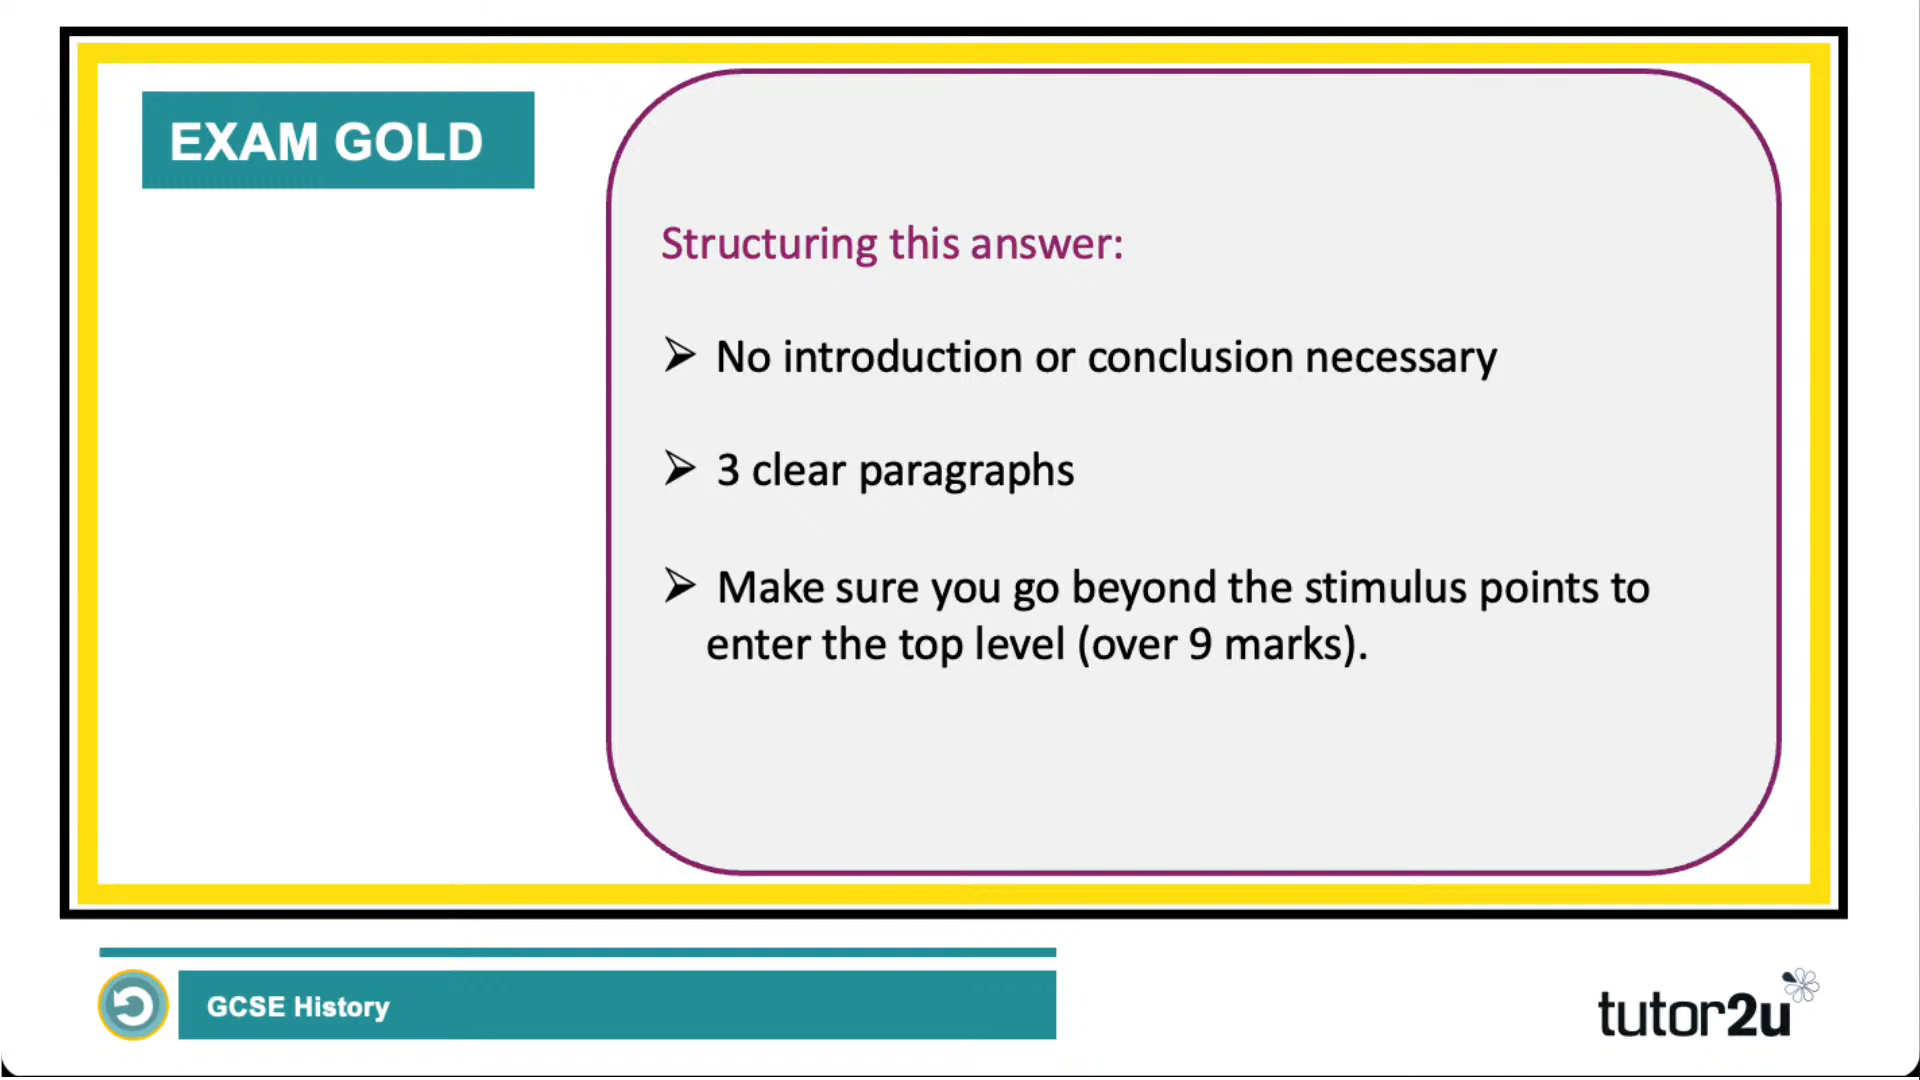 EXAM GOLD
Structuring this answer:
➢ No introduction or conclusion necessary
➢ 3 clear paragraphs
➢ Make sure you go beyond the stimulus points to
enter the top level (over 9 marks).
GCSE History
tutor2u